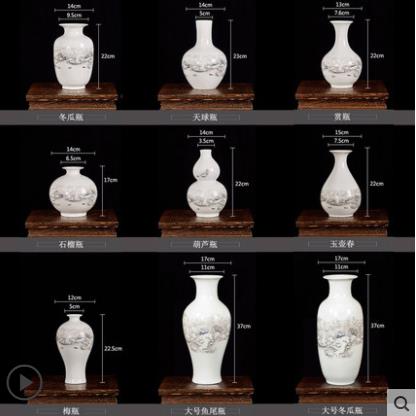 14cm
9.5cm
22cm
冬瓜瓶
14cm
5cm
23cm
天球瓶
13cm
7.6cm
22cm
赏瓶
14cm
6.5cm
17cm
石榴瓶
14cm
3.5cm
22cm
葫芦瓶
15cm
7.5cm
22cm
玉壶春
12cm
5cm
22.5cm
梅瓶
17cm
11cm
37cm
大号鱼尾瓶
17cm
11cm
37cm
大号冬瓜瓶